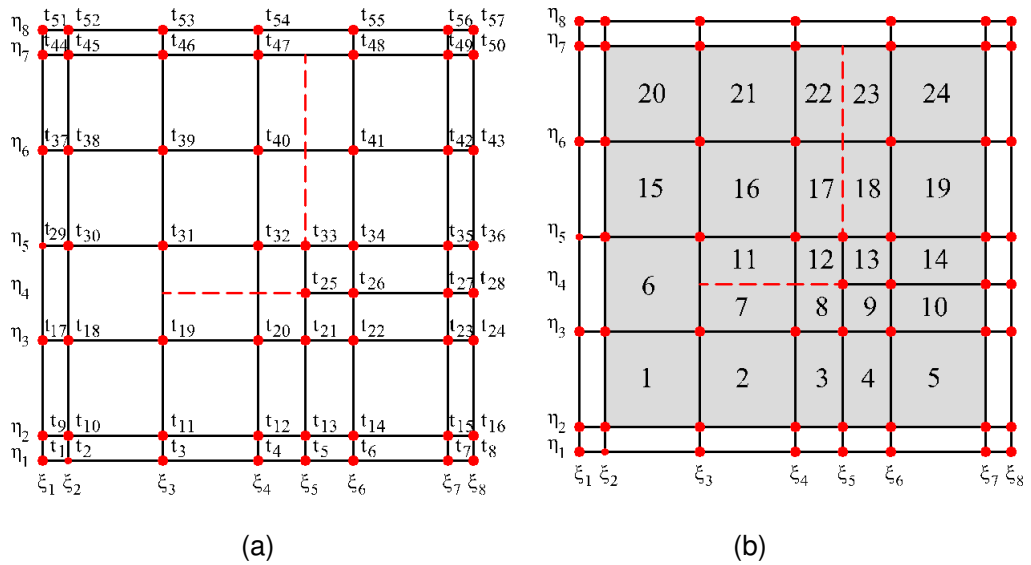 η8 t51 t52 t53 t54 t55 t56 t57
η7 t44 t45 t46 t47 t48 t49 t50
η6 t37 t38 t39 t40 t41 t42 t43
η5 t29 t30 t31 t32 t33 t34 t35 t36
η4 t25 t26 t27 t28
η3 t17 t18 t19 t20 t21 t22 t23 t24
η2 t9 t10 t11 t12 t13 t14 t15 t16
η1 t1 t2 t3 t4 t5 t6 t7 t8
ξ1 ξ2 ξ3 ξ4 ξ5 ξ6 ξ7 ξ8
(a)
η8
η7
20 21 22 23 24
η6
15 16 17 18 19
η5
11 12 13 14
η4
6
7 8 9 10
η3
1 2 3 4 5
η2
η1
ξ1 ξ2 ξ3 ξ4 ξ5 ξ6 ξ7 ξ8
(b)